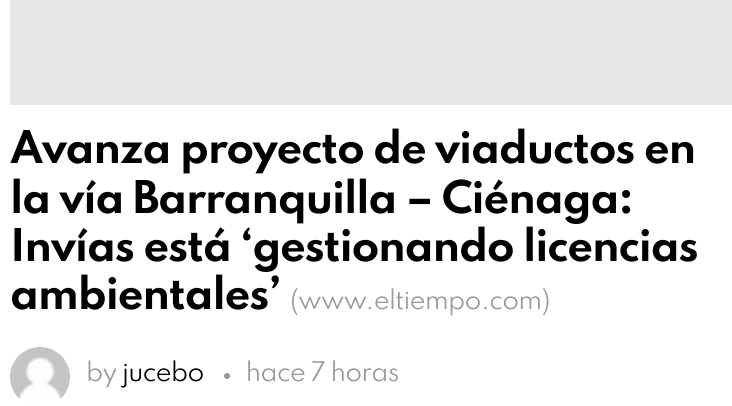 Avanza proyecto de viaductos en
la vía Barranquilla – Ciénaga:
Invías está ‘gestionando licencias
ambientales’ (www.eltiempo.com)
by jucebo • hace 7 horas